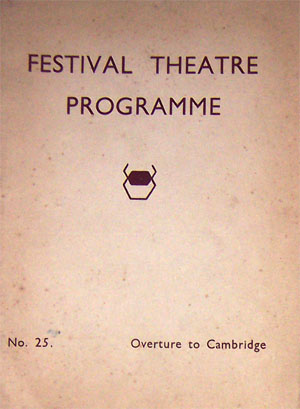 FESTIVAL THEATRE
PROGRAMME
No. 25. Overture to Cambridge